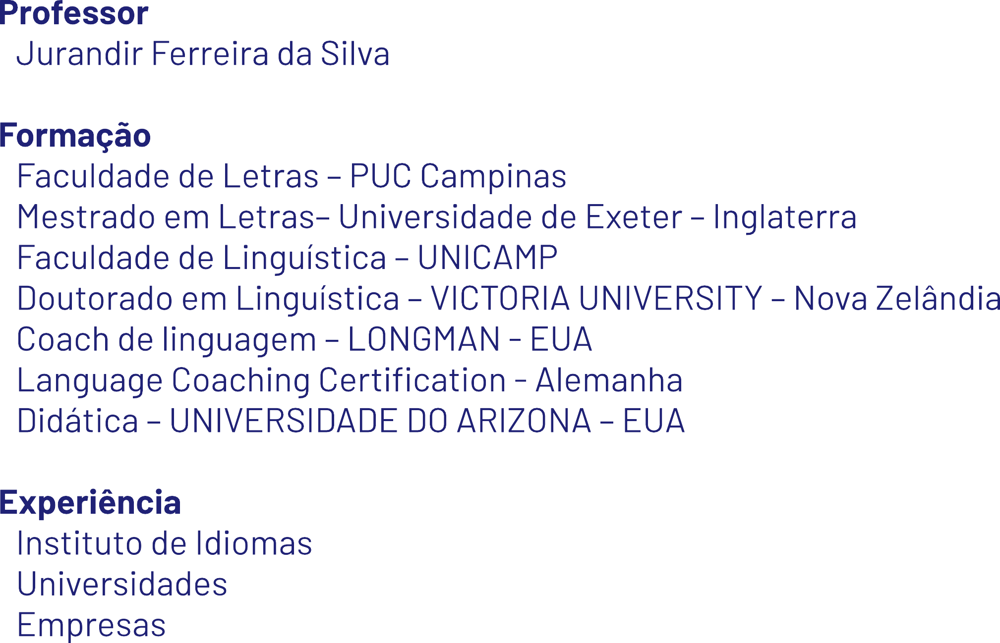 Professor
Jurandir Ferreira da Silva
Formação
Faculdade de Letras – PUC Campinas
Mestrado em Letras– Universidade de Exeter – Inglaterra
Faculdade de Linguística – UNICAMP
Doutorado em Linguística – VICTORIA UNIVERSITY – Nova Zelândia
Coach de linguagem – LONGMAN - EUA
Language Coaching Certification - Alemanha
Didática – UNIVERSIDADE DO ARIZONA – EUA
Experiência
Instituto de Idiomas
Universidades
Empresas